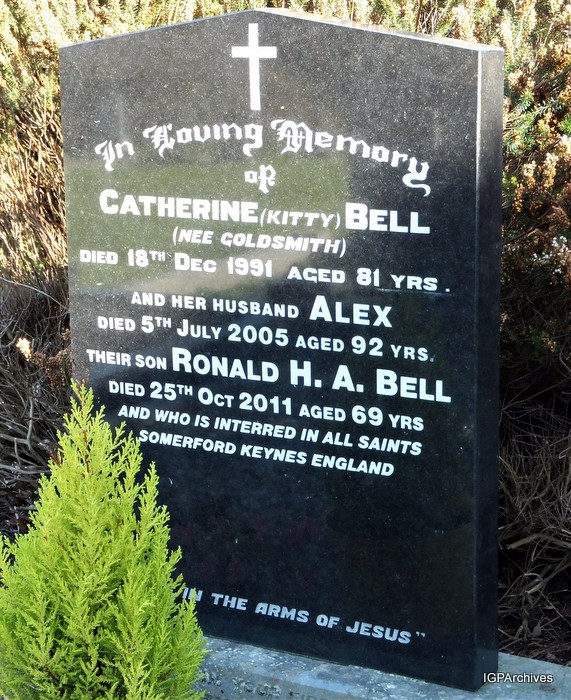 In Loving Memory
of
CATHERINE (KITTY) BELL
(NEE GOLDSMITH)
DIED 18TH DEC 1991 AGED 81 YRS.
AND HER HUSBAND ALEX
DIED 5TH JULY 2005 AGED 92 YRS.
THEIR SON RONALD H. A. BELL
DIED 25TH OCT 2011 AGED 69 YRS
AND WHO IS INTERRED IN ALL SAINTS
SOMERFORD KEYNES ENGLAND
IN THE ARMS OF JESUS"
IGPArchives